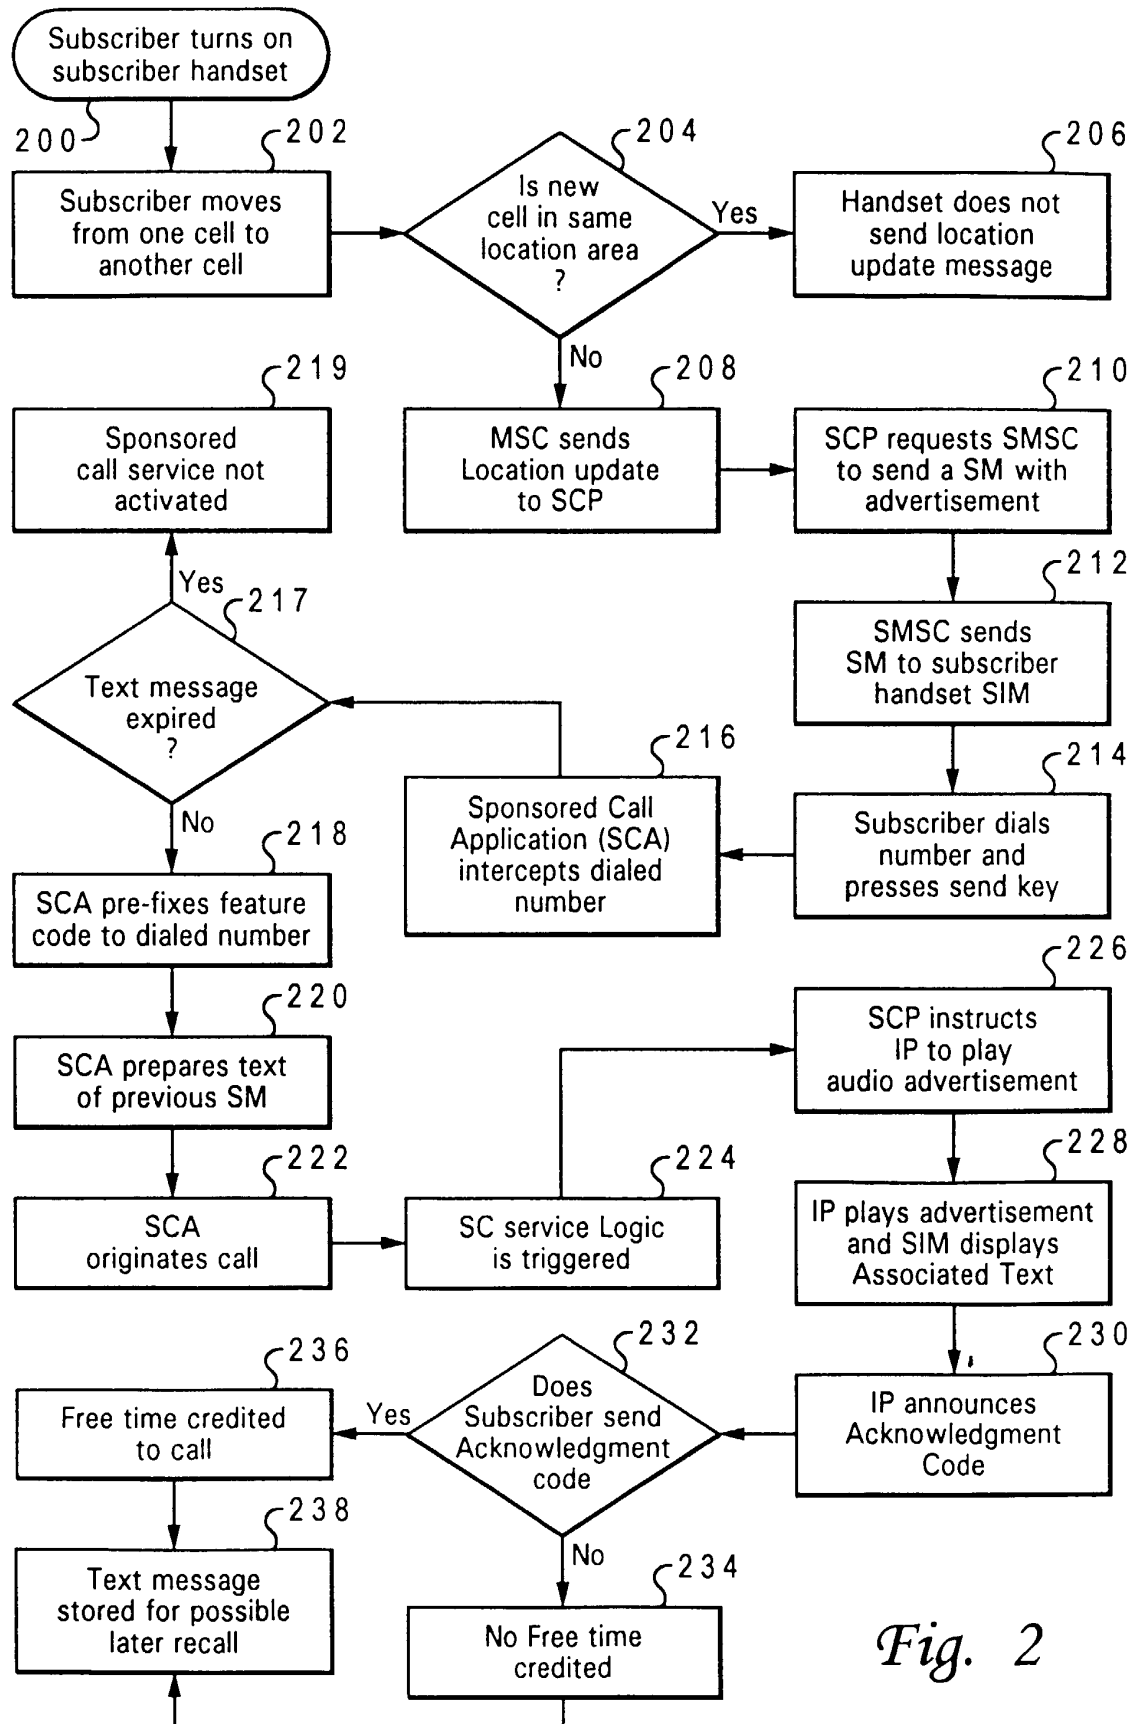 Subscriber turns on
subscriber handset
200
202
Subscriber moves
from one cell to
another cell
204
Is new
cell in same
location area
?
Yes
206
Handset does not
send location
update message
No
208
MSC sends
Location update
to SCP
210
SCP requests SMSC
to send a SM with
advertisement
212
SMSC sends
SM to subscriber
handset SIM
214
Subscriber dials
number and
presses send key
216
Sponsored Call
Application (SCA)
intercepts dialed
number
217
Text message
expired
?
Yes
219
Sponsored
call service not
activated
No
218
SCA pre-fixes feature
code to dialed number
220
SCA prepares text
of previous SM
222
SCA
originates call
224
SC service Logic
is triggered
226
SCP instructs
IP to play
audio advertisement
228
IP plays advertisement
and SIM displays
Associated Text
230
IP announces
Acknowledgment
Code
232
Does
Subscriber send
Acknowledgment
code
Yes
236
Free time credited
to call
238
Text message
stored for possible
later recall
No
234
No Free time
credited
Fig. 2